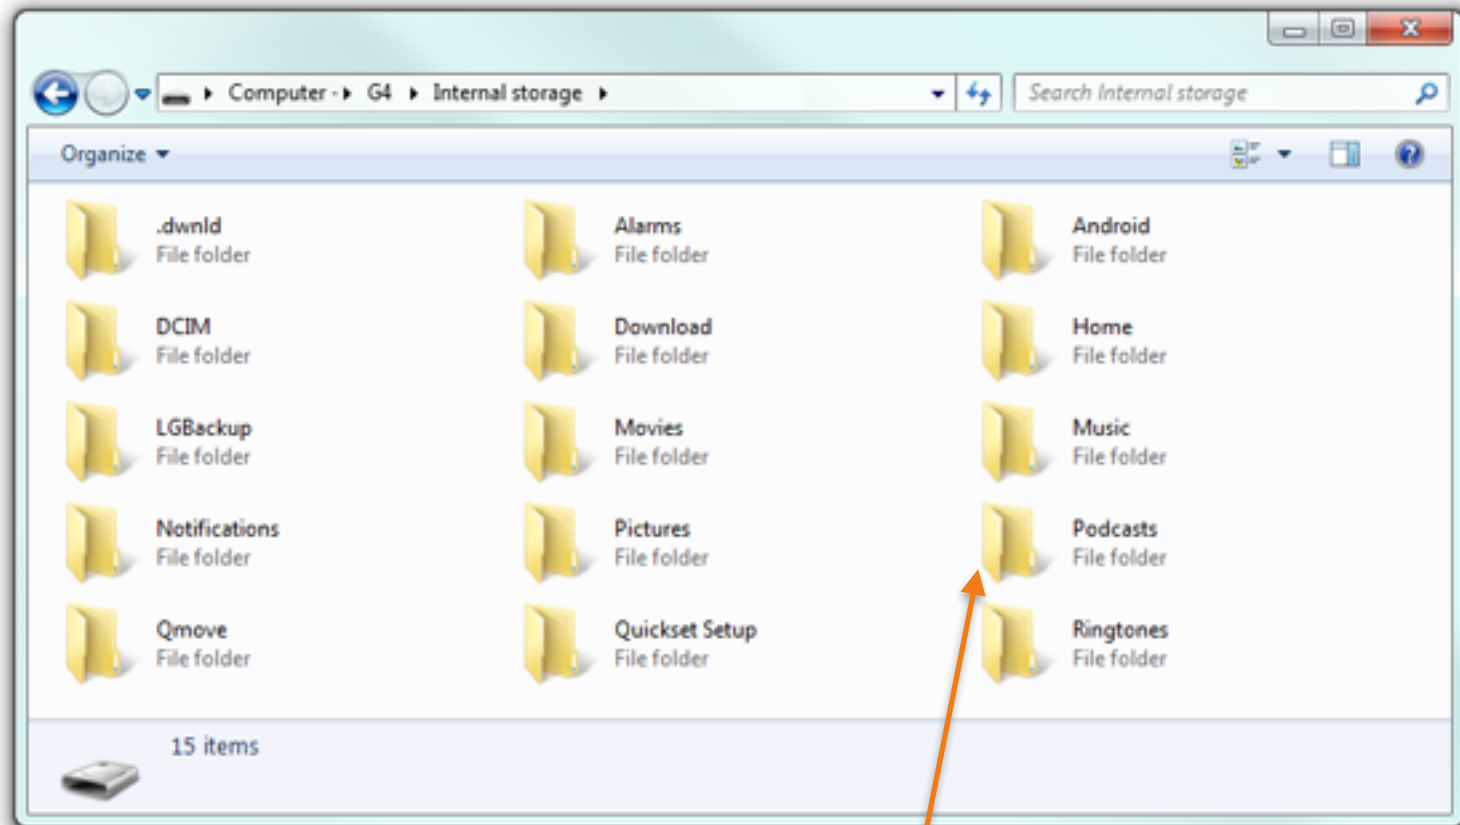 Computer G4 Internal storage Search Internal storage
Organize
.dwnld Alarms Android
File folder File folder File folder
DCIM Download Home
File folder File folder File folder
LGBackup Movies Music
File folder File folder File folder
Notifications Pictures Podcasts
File folder File folder File folder
Qmove Quickset Setup Ringtones
File folder File folder File folder
15 items